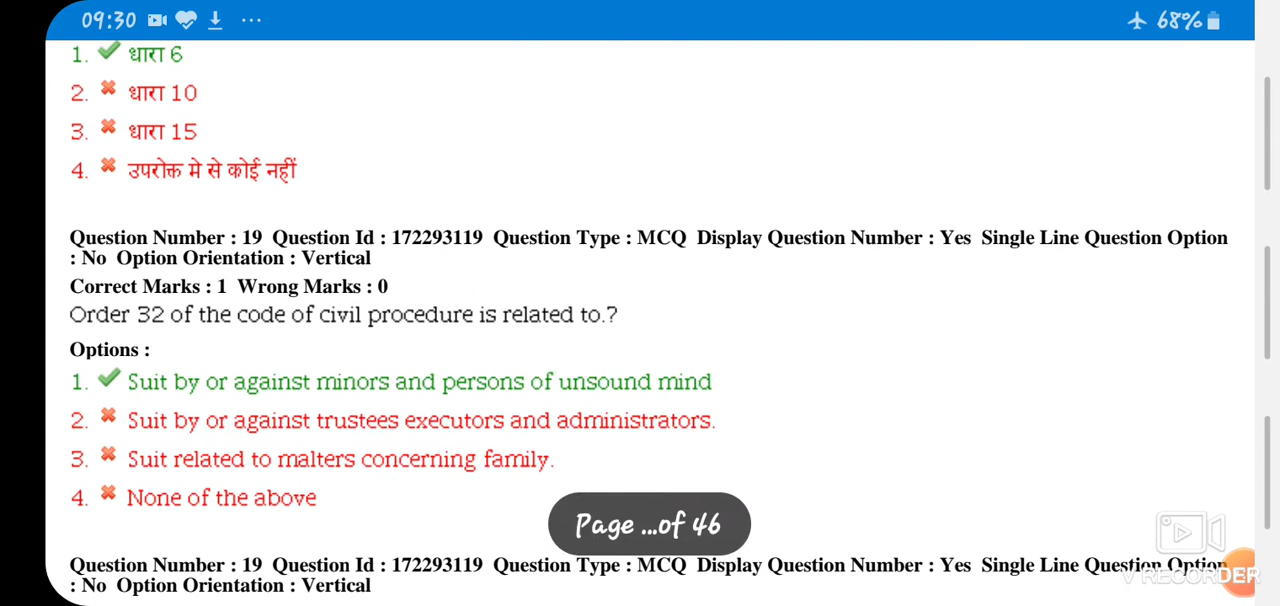 09:30 ... 68%
1. धारा 6
2. धारा 10
3. धारा 15
4. उपरोक्त मे से कोई नहीं
Question Number : 19 Question Id : 172293119 Question Type : MCQ Display Question Number : Yes Single Line Question Option
: No Option Orientation : Vertical
Correct Marks : 1 Wrong Marks : 0
Order 32 of the code of civil procedure is related to.?
Options :
1. Suit by or against minors and persons of unsound mind
2. Suit by or against trustees executors and administrators.
3. Suit related to malters concerning family.
4. None of the above
Page ...of 46
Question Number : 19 Question Id : 172293119 Question Type : MCQ Display Question Number : Yes Single Line Question Option
: No Option Orientation : Vertical
V RECORDER